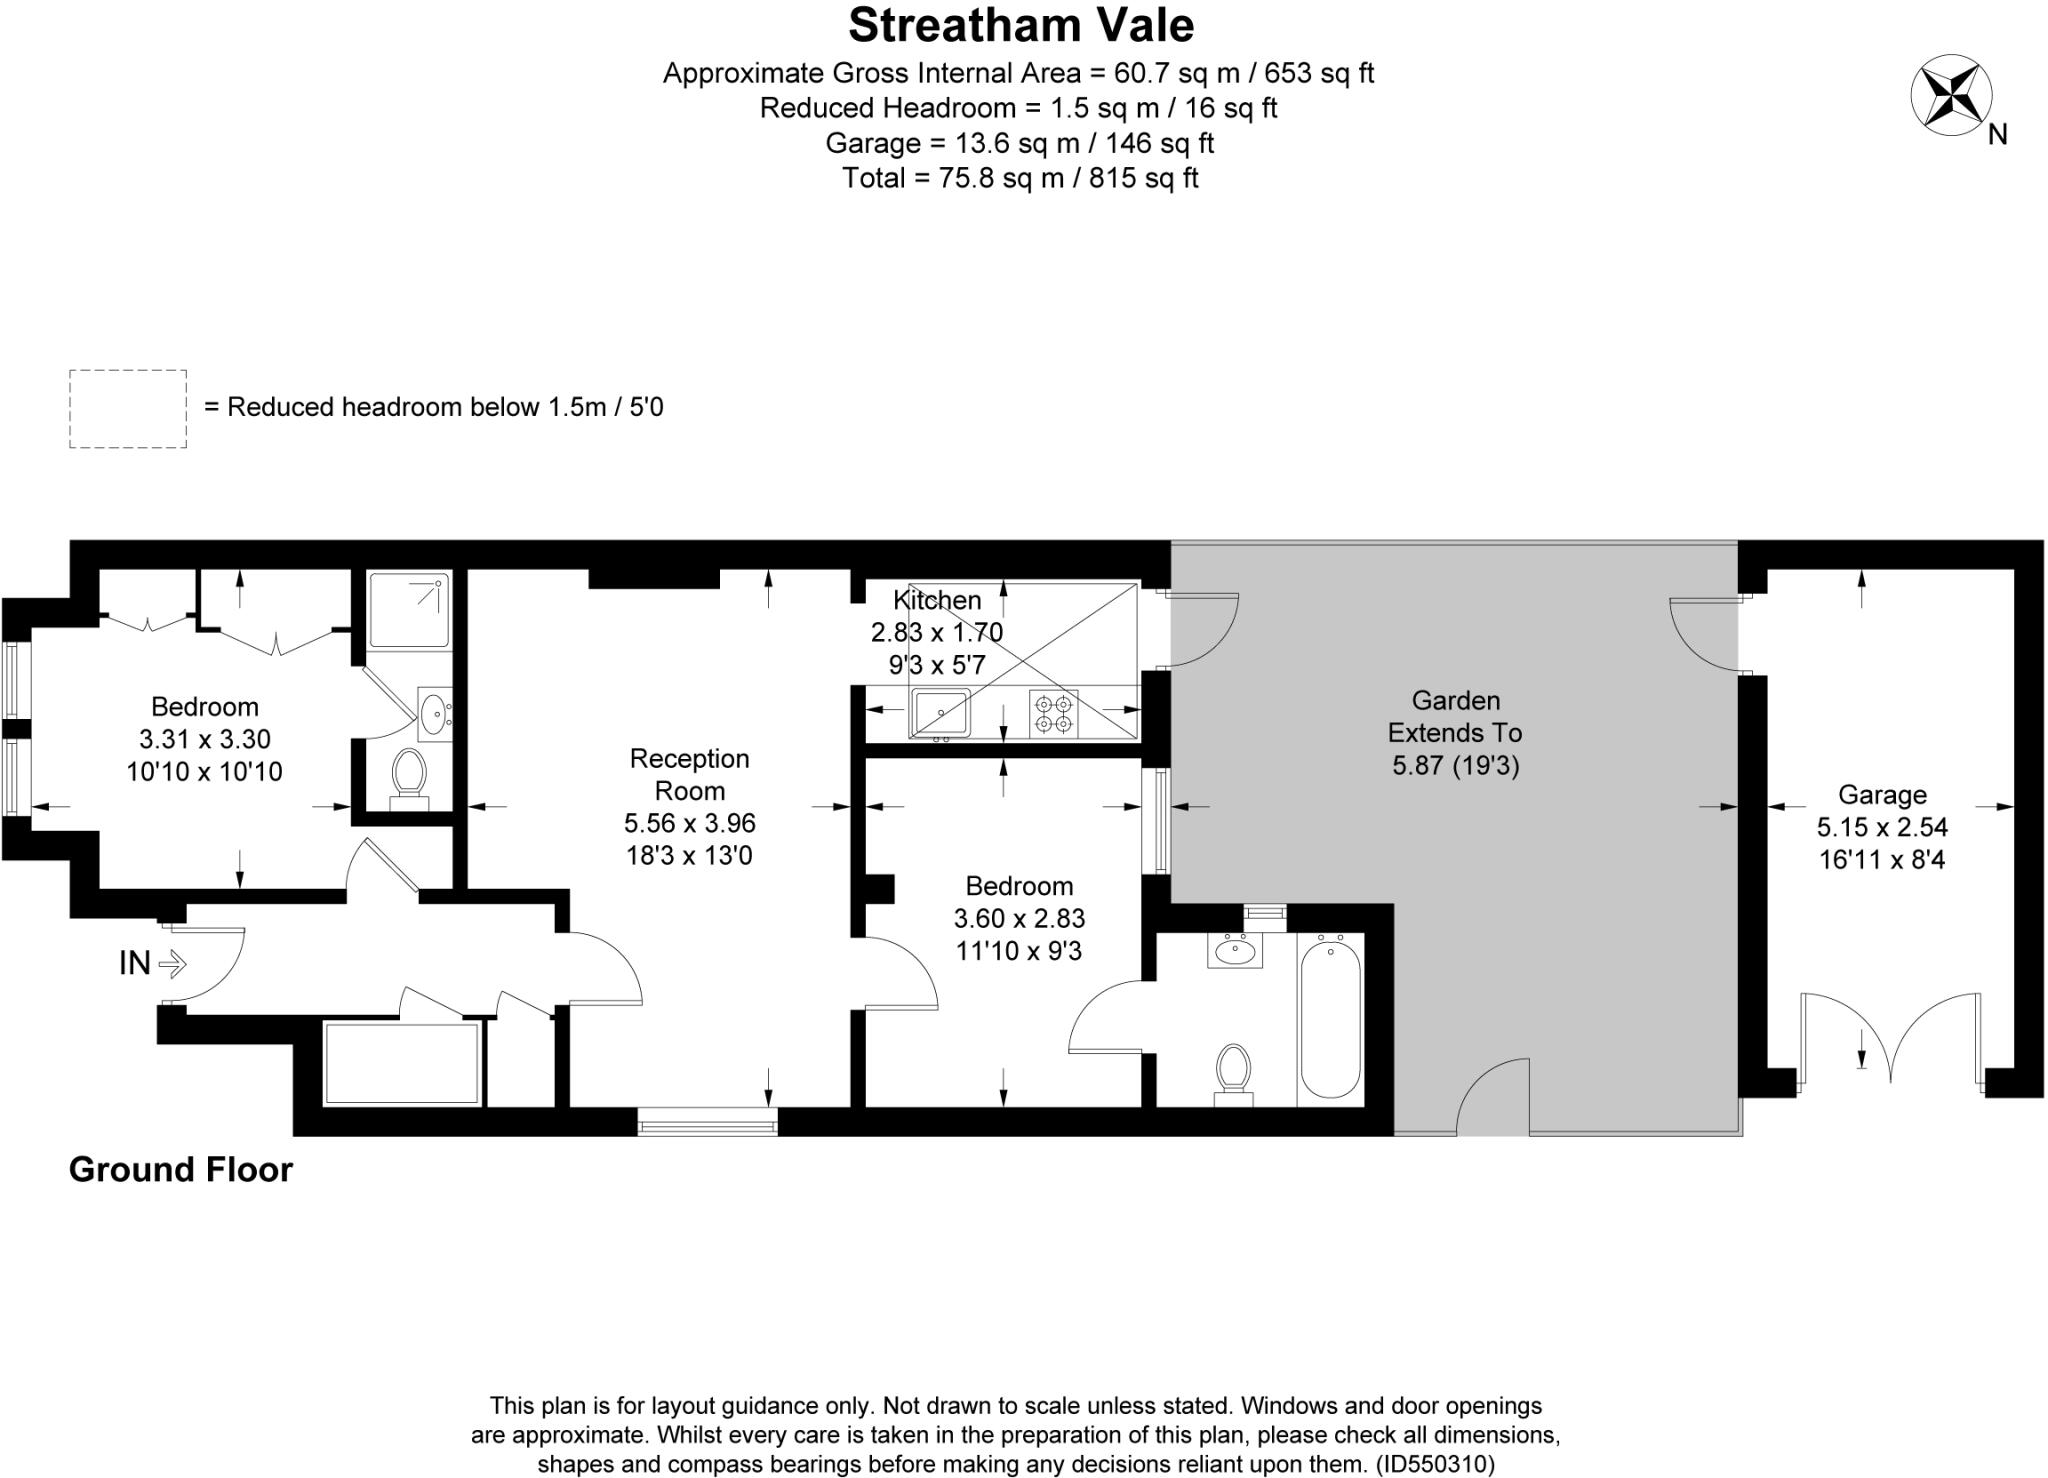 Streatham Vale
Approximate Gross Internal Area = 60.7 sq m / 653 sq ft
Reduced Headroom = 1.5 sq m / 16 sq ft
Garage = 13.6 sq m / 146 sq ft
Total = 75.8 sq m / 815 sq ft
N
= Reduced headroom below 1.5m / 5'0
Kitchen
2.83 x 1.70
9'3 x 5'7
Bedroom
3.31 x 3.30
10'10 x 10'10
Reception
Room
5.56 x 3.96
18'3 x 13'0
Garden
Extends To
5.87 (19'3)
Garage
5.15 x 2.54
16'11 x 8'4
Bedroom
3.60 x 2.83
11'10 x 9'3
IN
Ground Floor
This plan is for layout guidance only. Not drawn to scale unless stated. Windows and door openings
are approximate. Whilst every care is taken in the preparation of this plan, please check all dimensions,
shapes and compass bearings before making any decisions reliant upon them. (ID550310)